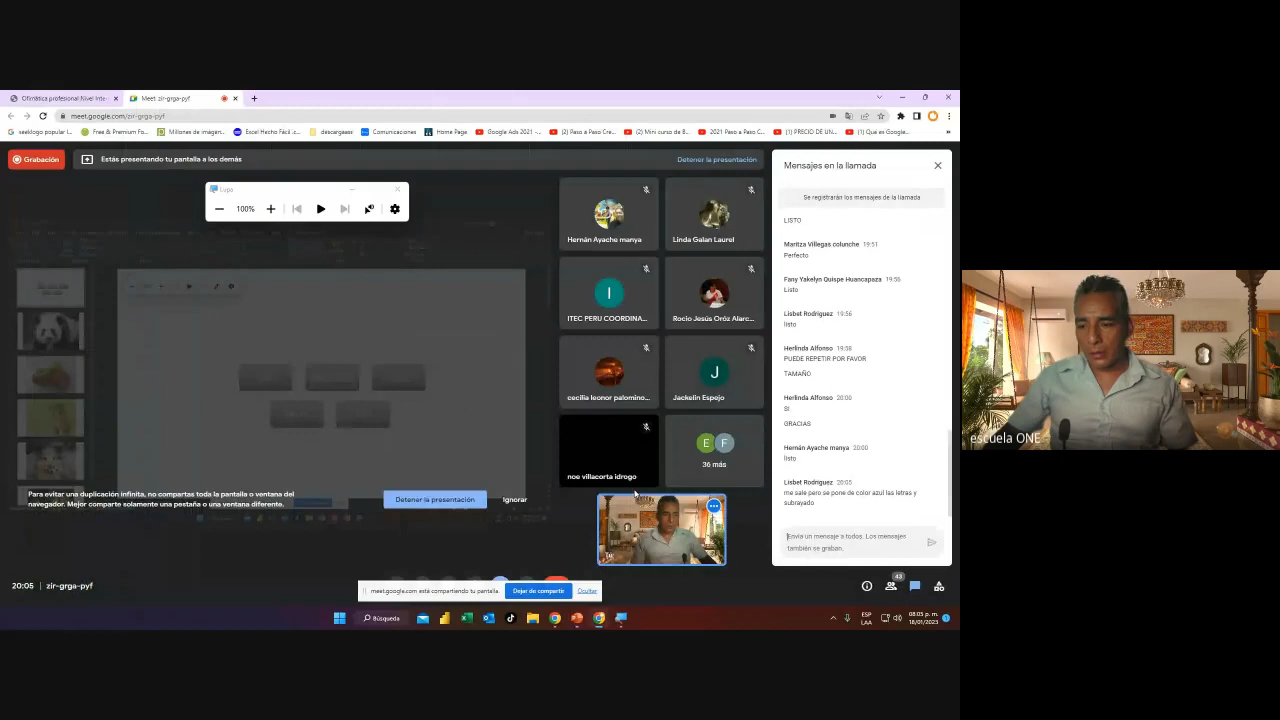 Ofimática profesional Nivel Inte
Meet: zir-grga-pyf
meet.google.com/zir-grga-pyf
seeklogo popular l...
Free & Premium Fo...
Millones de imágen...
Excel Hecho Fácil ...
descargaas
Comunicaciones
Home Page
Google Ads 2021 -...
(2) Paso a Paso Cre...
(2) Mini curso de B...
2021 Paso a Paso C...
(1) PRECIO DE UN...
(1) Qué es Google...
Grabación
Estás presentando tu pantalla a los demás
Detener la presentación
Lupa
100%
Para evitar una duplicación infinita, no compartas toda la pantalla o ventana del
navegador. Mejor comparte solamente una pestaña o una ventana diferente.
Detener la presentación
Ignorar
Hernán Ayache manya
Linda Galan Laurel
I
ITEC PERU COORDINA...
Rocio Jesús Oróz Alarc...
cecilia leonor palomino...
J
Jackelin Espejo
noe villacorta idrogo
E F
36 más
Tú
Mensajes en la llamada
Se registrarán los mensajes de la llamada
LISTO
Maritza Villegas colunche 19:51
Perfecto
Fany Yakelyn Quispe Huancapaza 19:56
Listo
Lisbet Rodriguez 19:56
listo
Herlinda Alfonso 19:58
PUEDE REPETIR POR FAVOR
TAMAÑO
Herlinda Alfonso 20:00
SI
GRACIAS
Hernán Ayache manya 20:00
listo
Lisbet Rodriguez 20:05
me sale pero se pone de color azul las letras y
subrayado
Envía un mensaje a todos. Los mensajes
también se graban.
20:05 | zir-grga-pyf
43
meet.google.com está compartiendo tu pantalla.
Dejar de compartir
Ocultar
Búsqueda
ESP
LAA
08:05 p. m.
18/01/2023
1
escuela ONE